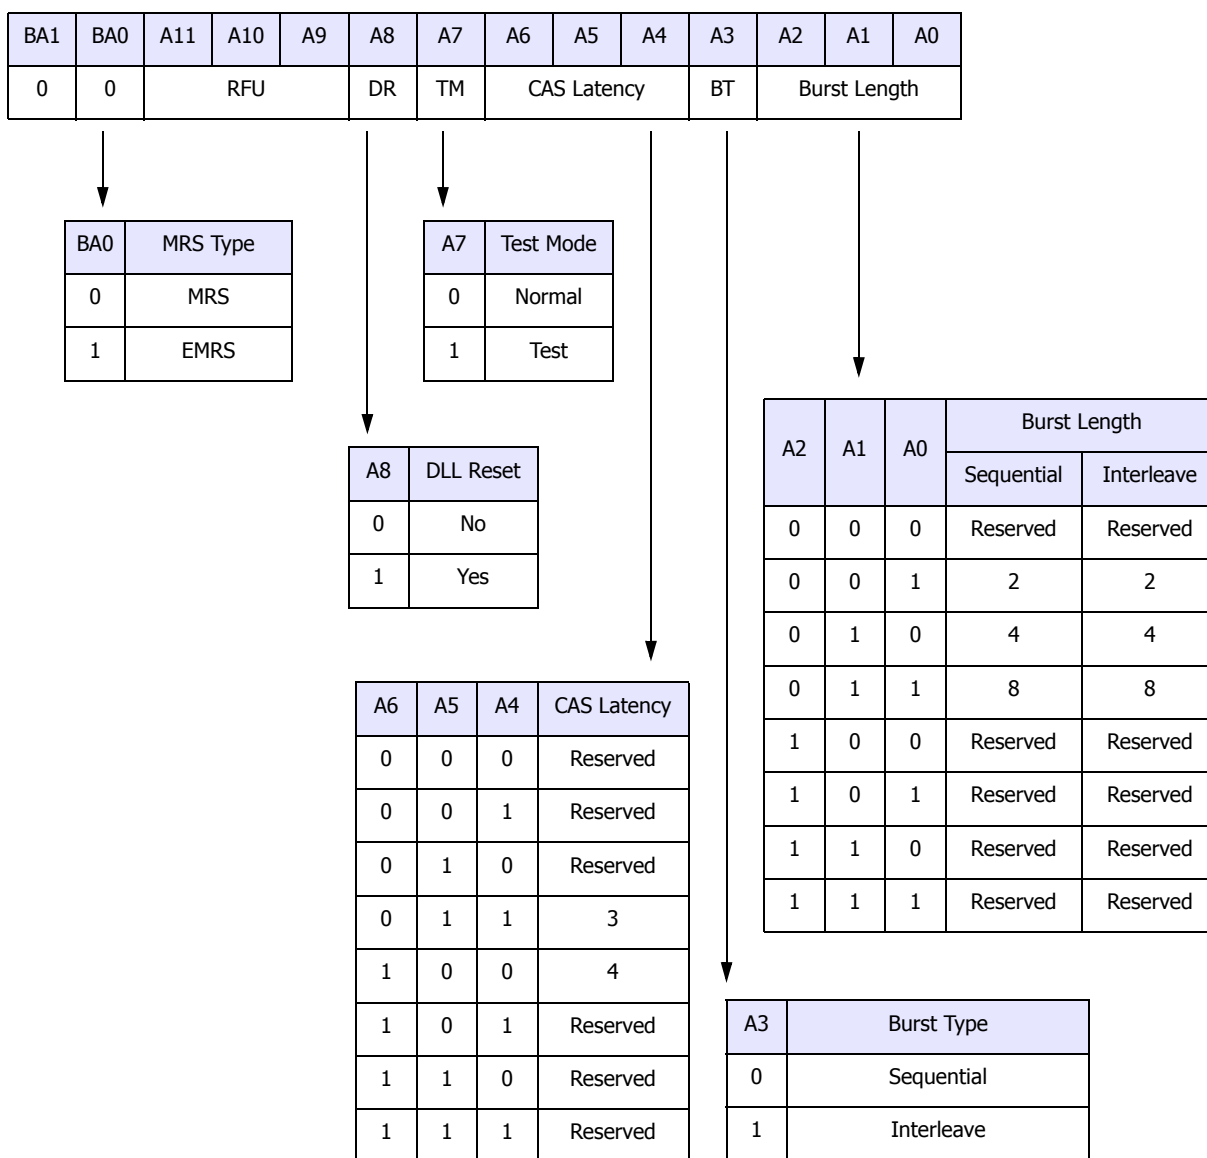 BA1 BA0 A11 A10 A9 A8 A7 A6 A5 A4 A3 A2 A1 A0
0 0 RFU DR TM CAS Latency BT Burst Length
BA0 MRS Type
0 MRS
1 EMRS
A7 Test Mode
0 Normal
1 Test
A8 DLL Reset
0 No
1 Yes
A2 A1 A0 Burst Length
Sequential Interleave
0 0 0 Reserved Reserved
0 0 1 2 2
0 1 0 4 4
0 1 1 8 8
1 0 0 Reserved Reserved
1 0 1 Reserved Reserved
1 1 0 Reserved Reserved
1 1 1 Reserved Reserved
A6 A5 A4 CAS Latency
0 0 0 Reserved
0 0 1 Reserved
0 1 0 Reserved
0 1 1 3
1 0 0 4
1 0 1 Reserved
1 1 0 Reserved
1 1 1 Reserved
A3 Burst Type
0 Sequential
1 Interleave